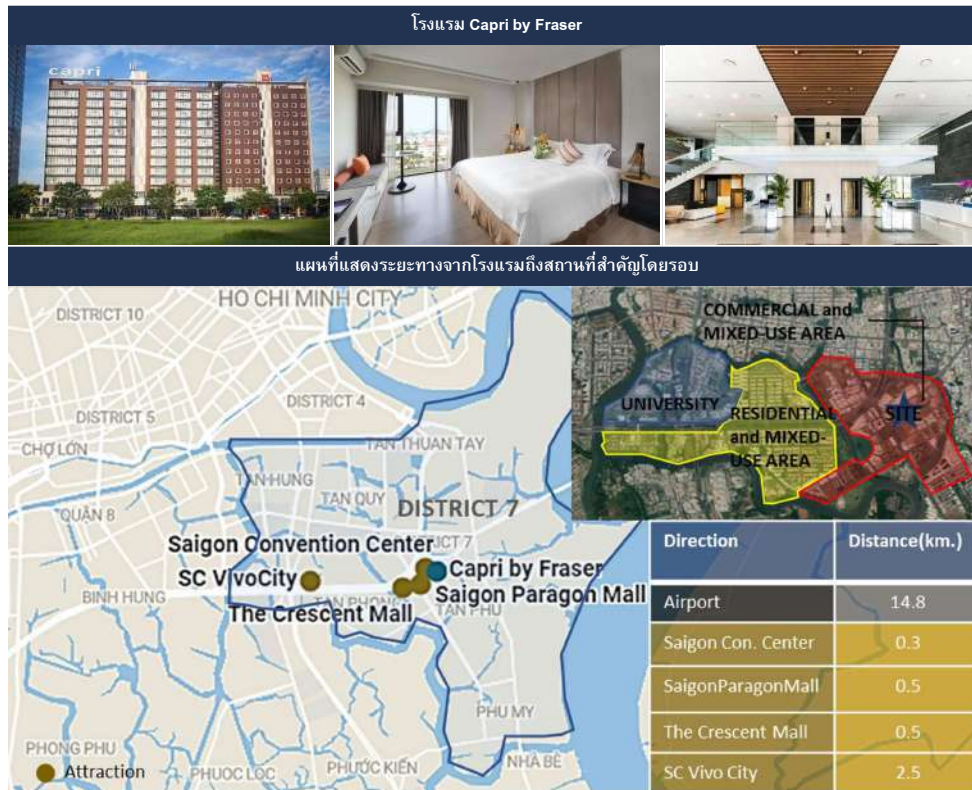 โรงแรม Capri by Fraser
capri
แผนที่แสดงระยะทางจากโรงแรมถึงสถานที่สำคัญโดยรอบ
HO CHI MINH CITY
DISTRICT 10
DISTRICT 4
DISTRICT 5
CHỢ LỚN
TAN THUAN TAY
TAN HUNG
TAN QUY
QUÂN 8
DISTRICT 7
DISTRICT 7
Saigon Convention Center
Capri by Fraser
SC VivoCity
Saigon Paragon Mall
BINH HUNG
TAN PHONG
TAN PHU
The Crescent Mall
PHU MY
PHONG PHU
NHÀ BÈ
Attraction
PHUOC LOC
PHƯỚC KIẾN
COMMERCIAL and
MIXED-USE AREA
UNIVERSITY
RESIDENTIAL
and MIXED-
USE AREA
SITE
Direction Distance(km.)
Airport 14.8
Saigon Con. Center 0.3
SaigonParagonMall 0.5
The Crescent Mall 0.5
SC Vivo City 2.5